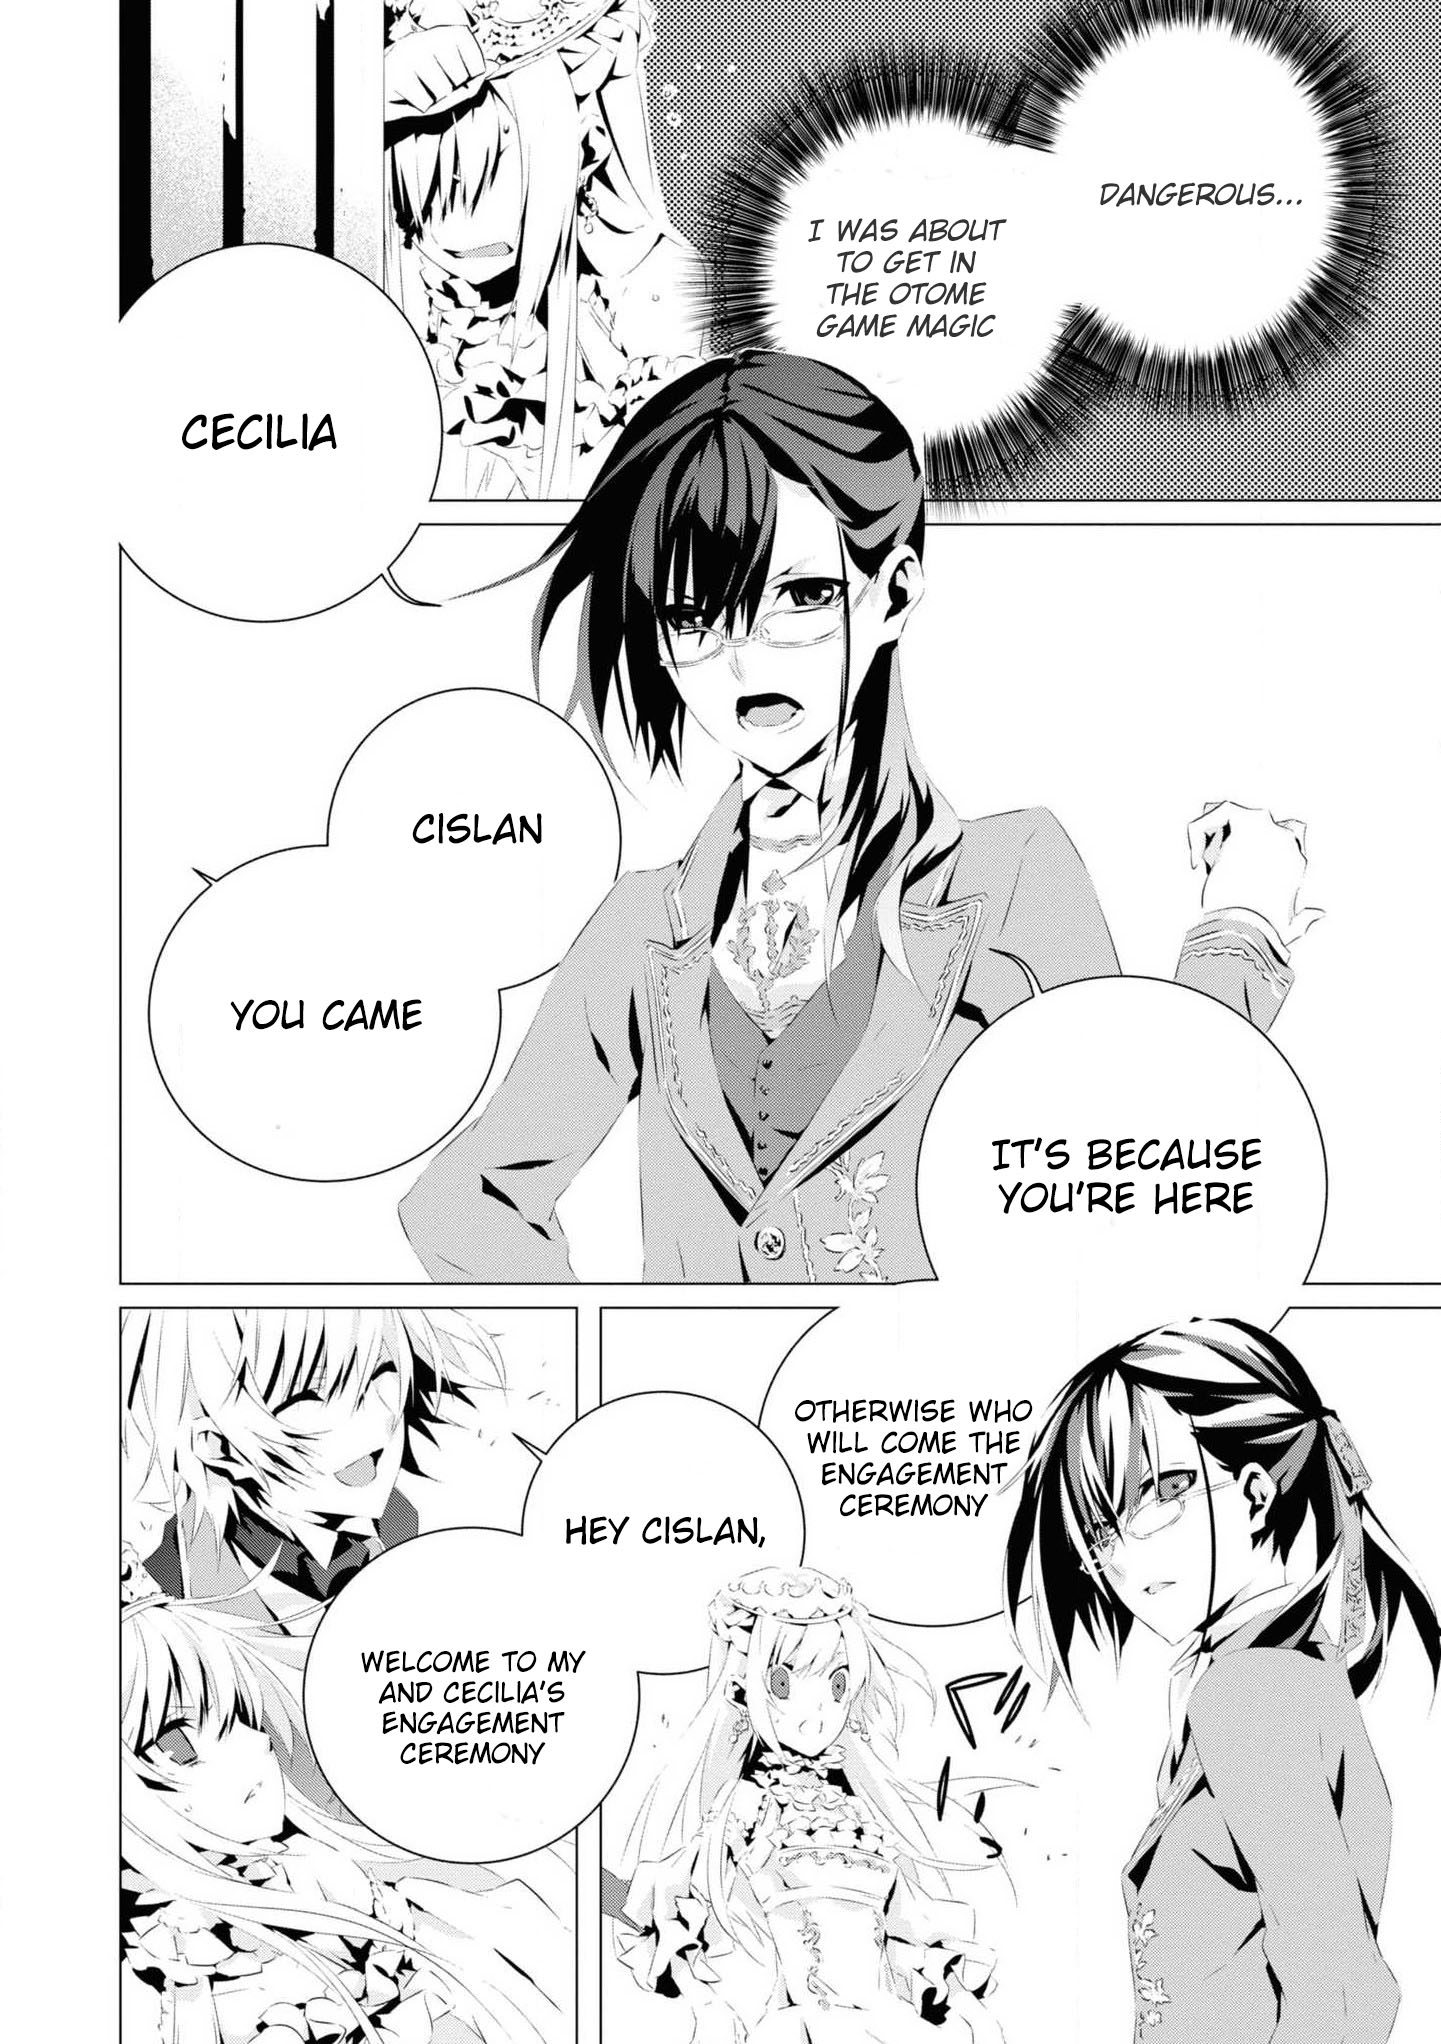 DANGEROUS...
I WAS ABOUT
TO GET IN
THE OTOME
GAME MAGIC
CECILIA
CISLAN
YOU CAME
IT'S BECAUSE
YOU'RE HERE
OTHERWISE WHO
WILL COME THE
ENGAGEMENT
CEREMONY
HEY CISLAN,
WELCOME TO MY
AND CECILIA'S
ENGAGEMENT
CEREMONY